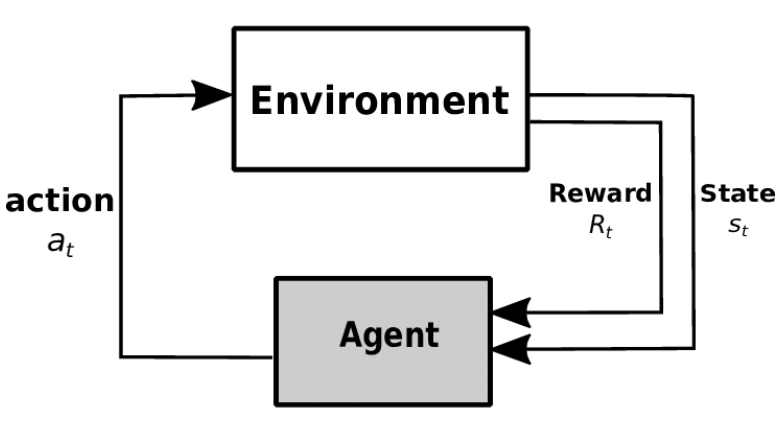 Environment
action
a_t
Reward
R_t
State
s_t
Agent